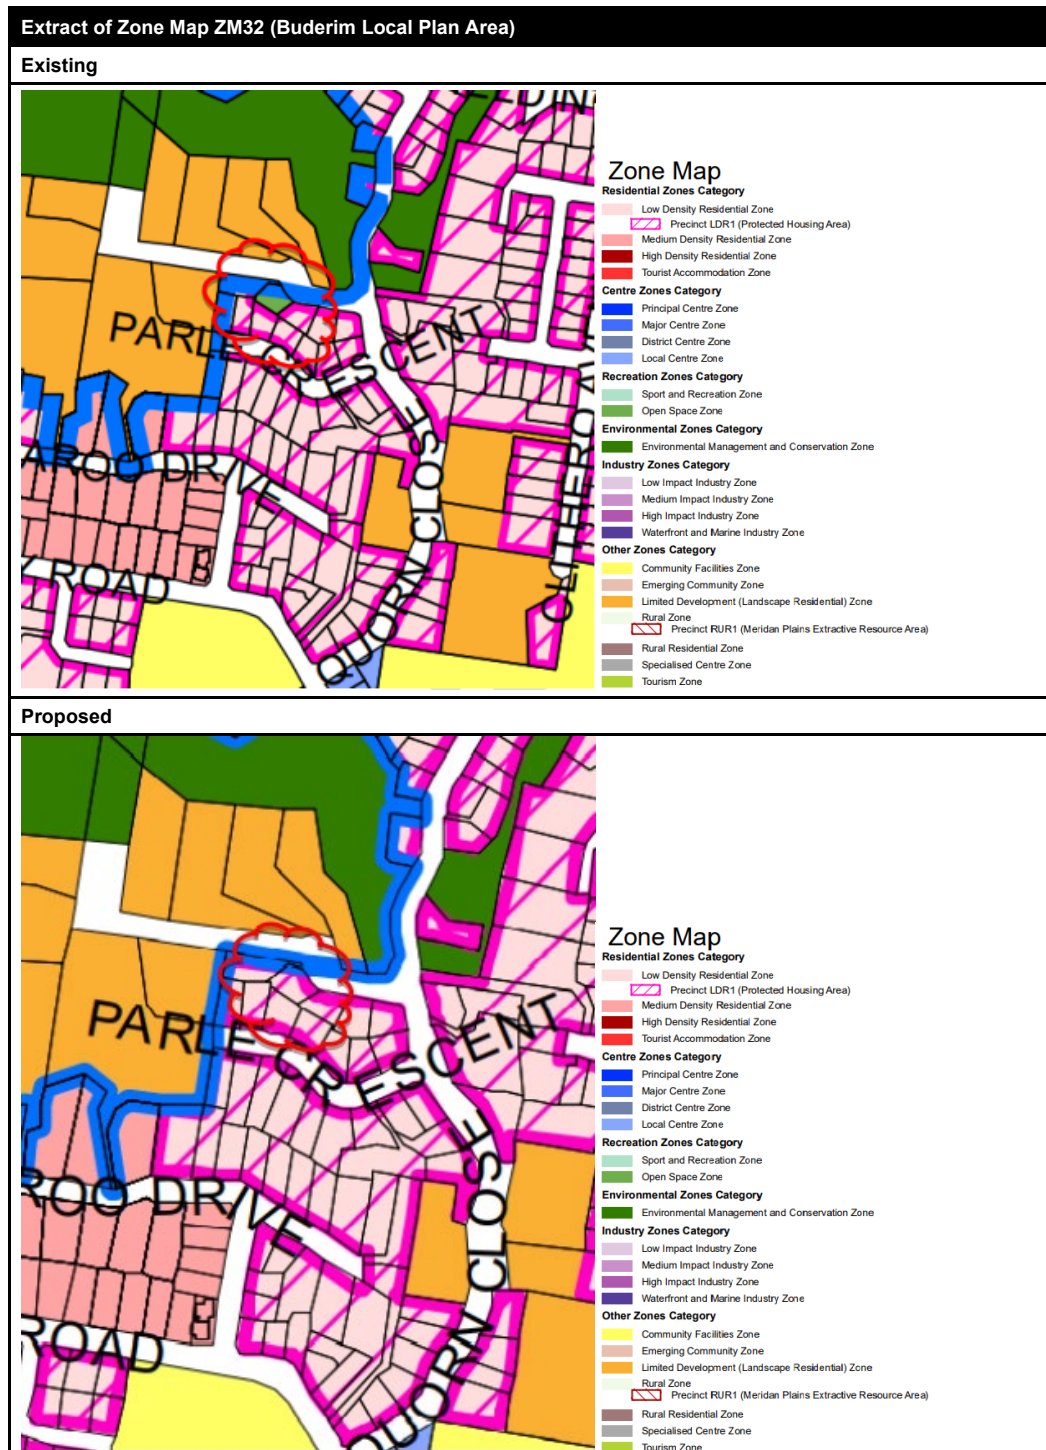 Extract of Zone Map ZM32 (Buderim Local Plan Area)
Existing
PARLE CRESCENT
DRIVE
QUORN CLOSE
ROAD
Zone Map
Residential Zones Category
Low Density Residential Zone
Precinct LDR1 (Protected Housing Area)
Medium Density Residential Zone
High Density Residential Zone
Tourist Accommodation Zone
Centre Zones Category
Principal Centre Zone
Major Centre Zone
District Centre Zone
Local Centre Zone
Recreation Zones Category
Sport and Recreation Zone
Open Space Zone
Environmental Zones Category
Environmental Management and Conservation Zone
Industry Zones Category
Low Impact Industry Zone
Medium Impact Industry Zone
High Impact Industry Zone
Waterfront and Marine Industry Zone
Other Zones Category
Community Facilities Zone
Emerging Community Zone
Limited Development (Landscape Residential) Zone
Rural Zone
Precinct RUR1 (Meridan Plains Extractive Resource Area)
Rural Residential Zone
Specialised Centre Zone
Tourism Zone
Proposed
PARLE CRESCENT
ROO DRIVE
QUORN CLOSE
ROAD
Zone Map
Residential Zones Category
Low Density Residential Zone
Precinct LDR1 (Protected Housing Area)
Medium Density Residential Zone
High Density Residential Zone
Tourist Accommodation Zone
Centre Zones Category
Principal Centre Zone
Major Centre Zone
District Centre Zone
Local Centre Zone
Recreation Zones Category
Sport and Recreation Zone
Open Space Zone
Environmental Zones Category
Environmental Management and Conservation Zone
Industry Zones Category
Low Impact Industry Zone
Medium Impact Industry Zone
High Impact Industry Zone
Waterfront and Marine Industry Zone
Other Zones Category
Community Facilities Zone
Emerging Community Zone
Limited Development (Landscape Residential) Zone
Rural Zone
Precinct RUR1 (Meridan Plains Extractive Resource Area)
Rural Residential Zone
Specialised Centre Zone
Tourism Zone